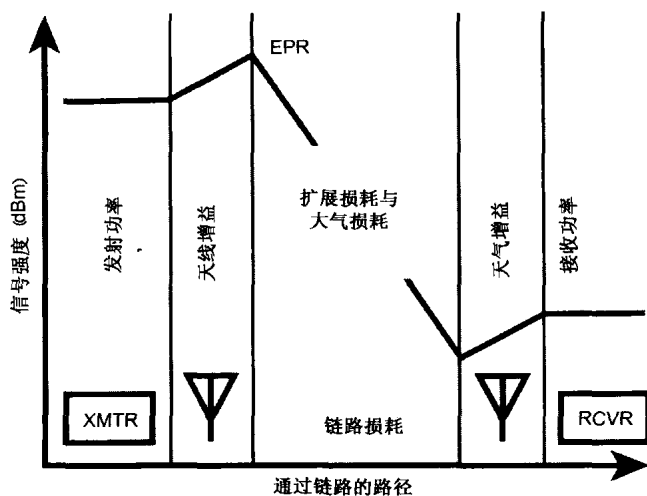 EPR
信号强度 (dBm)
发射功率
天线增益
扩展损耗与
大气损耗
天气增益
接收功率
XMTR
链路损耗
RCVR
通过链路的路径